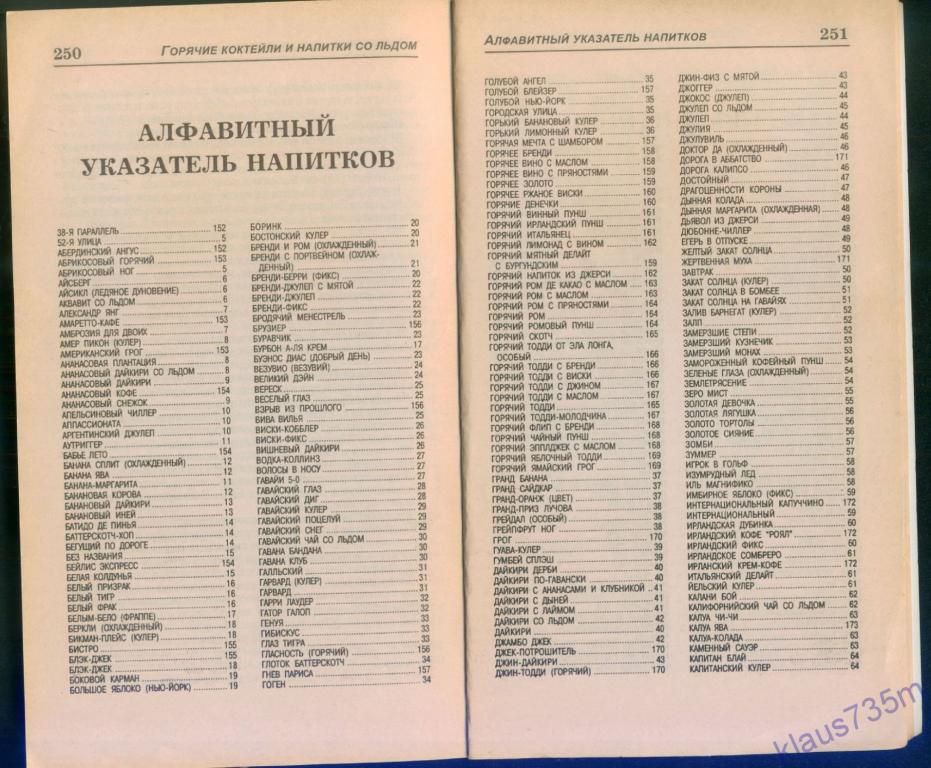 250
ГОРЯЧИЕ КОКТЕЙЛИ И НАПИТКИ СО ЛЬДОМ
АЛФАВИТНЫЙ
УКАЗАТЕЛЬ НАПИТКОВ
38-Я ПАРАЛЛЕЛЬ 152
52-Я УЛИЦА 5
АБЕРДИНСКИЙ АНГУС 152
АБРИКОСОВЫЙ ГОРЯЧИЙ 153
АБРИКОСОВЫЙ НОГ 5
АЙСБЕРГ 6
АЙСИКЛ (ЛЕДЯНОЕ ДУНОВЕНИЕ) 6
АКВАВИТ СО ЛЬДОМ 6
АЛЕКСАНДР ЯНГ 7
АМАРЕТТО-КАФЕ 153
АМБРОЗИЯ ДЛЯ ДВОИХ 7
АМЕР ПИКОН (КУЛЕР) 8
АМЕРИКАНСКИЙ ГРОГ 153
АНАНАСОВАЯ ПЛАНТАЦИЯ 8
АНАНАСОВЫЙ ДАЙКИРИ СО ЛЬДОМ 8
АНАНАСОВЫЙ ДАЙКИРИ 9
АНАНАСОВЫЙ КОФЕ 154
АНАНАСОВЫЙ СНЕЖОК 9
АПЕЛЬСИНОВЫЙ ЧИЛЛЕР 10
АППАССИОНАТА 10
АРГЕНТИНСКИЙ ДЖУЛЕП 10
АУТРИГГЕР 11
БАБЬЕ ЛЕТО 154
БАНАНА СПЛИТ (ОХЛАЖДЕННЫЙ) 12
БАНАНА ЯВА 12
БАНАНА-МАРГАРИТА 11
БАНАНОВАЯ КОРОВА 12
БАНАНОВЫЙ ДАЙКИРИ 13
БАНАНОВЫЙ ИНЕЙ 13
БАТИДО ДЕ ПИНЬЯ 14
БАТТЕРСКОТЧ-ХОП 14
БЕГУЩИЙ ПО ДОРОГЕ 14
БЕЗ НАЗВАНИЯ 15
БЕЙЛИС ЭКСПРЕСС 154
БЕЛАЯ КОЛДУНЬЯ 15
БЕЛЫЙ ПРИЗРАК 16
БЕЛЫЙ ТИГР 16
БЕЛЫЙ ФРАК 16
БЕЛЫМ-БЕЛО (ФРАППЕ) 17
БЕРКЛИ (ОХЛАЖДЕННЫЙ) 18
БИКМАН-ПЛЕЙС (КУЛЕР) 18
БИСТРО 155
БЛЭК-ДЖЕК 155
БЛЭК-ДЖЕК 18
БОКОВОЙ КАРМАН 19
БОЛЬШОЕ ЯБЛОКО (НЬЮ-ЙОРК) 19
БОРИНК 20
БОСТОНСКИЙ КУЛЕР 20
БРЕНДИ И РОМ (ОХЛАЖДЕННЫЙ) 21
БРЕНДИ С ПОРТВЕЙНОМ (ОХЛАЖ-
ДЕННЫЙ) 21
БРЕНДИ-БЕРРИ (ФИКС) 20
БРЕНДИ-ДЖУЛЕП С МЯТОЙ 22
БРЕНДИ-ДЖУЛЕП 22
БРЕНДИ-ФИКС 22
БРОДЯЧИЙ МЕНЕСТРЕЛЬ 23
БРУЗИЕР 156
БУРАВЧИК 23
БУРБОН А-ЛЯ КРЕМ 17
БУЭНОС ДИАС (ДОБРЫЙ ДЕНЬ) 23
ВЕЗУВИО (ВЕЗУВИЙ) 24
ВЕЛИКИЙ ДЭЙН 24
ВЕРЕСК 25
ВЕСЕЛЫЙ ГЛАЗ 25
ВЗРЫВ ИЗ ПРОШЛОГО 156
ВИВА ВИЛЬЯ 25
ВИСКИ-КОББЛЕР 26
ВИСКИ-ФИКС 26
ВИШНЕВЫЙ ДАЙКИРИ 26
ВОДКА-КОЛЛИНЗ 27
ВОЛОСЫ В НОСУ 27
ГАВАЙИ 5-0 27
ГАВАЙСКИЙ ГЛАЗ 28
ГАВАЙСКИЙ ДИГ 28
ГАВАЙСКИЙ КУЛЕР 29
ГАВАЙСКИЙ ПОЦЕЛУЙ 29
ГАВАЙСКИЙ СНЕГ 29
ГАВАЙСКИЙ ЧАЙ СО ЛЬДОМ 30
ГАВАНА БАНДАНА 30
ГАВАНА КЛУБ 30
ГАЛЛЬСКИЙ 31
ГАРВАРД (КУЛЕР) 31
ГАРВАРД 31
ГАРРИ ЛАУДЕР 32
ГАТОР ГАЛОП 32
ГЕНУЯ 33
ГИБИСКУС 33
ГЛАЗ ТИГРА 33
ГЛАСНОСТЬ (ГОРЯЧИЙ) 156
ГЛОТОК БАТТЕРСКОТЧ 34
ГНЕВ ПАРИСА 157
ГОГЕН 34
АЛФАВИТНЫЙ УКАЗАТЕЛЬ НАПИТКОВ
251
ГОЛУБОЙ АНГЕЛ 35
ГОЛУБОЙ БЛЕЙЗЕР 157
ГОЛУБОЙ НЬЮ-ЙОРК 35
ГОРОДСКАЯ УЛИЦА 35
ГОРЬКИЙ БАНАНОВЫЙ КУЛЕР 36
ГОРЬКИЙ ЛИМОННЫЙ КУЛЕР 36
ГОРЯЧАЯ МЕЧТА С ШАМБОРОМ 157
ГОРЯЧЕЕ БРЕНДИ 158
ГОРЯЧЕЕ ВИНО С МАСЛОМ 158
ГОРЯЧЕЕ ВИНО С ПРЯНОСТЯМИ 159
ГОРЯЧЕЕ ЗОЛОТО 159
ГОРЯЧЕЕ РЖАНОЕ ВИСКИ 160
ГОРЯЧИЕ ДЕНЕЧКИ 160
ГОРЯЧИЙ ВИННЫЙ ПУНШ 161
ГОРЯЧИЙ ИРЛАНДСКИЙ ПУНШ 161
ГОРЯЧИЙ ИТАЛЬЯНЕЦ 161
ГОРЯЧИЙ ЛИМОНАД С ВИНОМ 162
ГОРЯЧИЙ МЯТНЫЙ ДЕЛАЙТ
С БУРГУНДСКИМ 159
ГОРЯЧИЙ НАПИТОК ИЗ ДЖЕРСИ 162
ГОРЯЧИЙ РОМ ДЕ КАКАО С МАСЛОМ 163
ГОРЯЧИЙ РОМ С МАСЛОМ 163
ГОРЯЧИЙ РОМ С ПРЯНОСТЯМИ 164
ГОРЯЧИЙ РОМ 164
ГОРЯЧИЙ РОМОВЫЙ ПУНШ 164
ГОРЯЧИЙ СКОТЧ 165
ГОРЯЧИЙ ТОДДИ ОТ ЭЛА ЛОНГА,
ОСОБЫЙ 166
ГОРЯЧИЙ ТОДДИ С БРЕНДИ 166
ГОРЯЧИЙ ТОДДИ С ВИСКИ 166
ГОРЯЧИЙ ТОДДИ С ДЖИНОМ 167
ГОРЯЧИЙ ТОДДИ С МАСЛОМ 167
ГОРЯЧИЙ ТОДДИ 165
ГОРЯЧИЙ ТОДДИ-МОЛОДЧИНА 167
ГОРЯЧИЙ ФЛИП С БРЕНДИ 168
ГОРЯЧИЙ ЧАЙНЫЙ ПУНШ 168
ГОРЯЧИЙ ЭППЛДЖЕК С МАСЛОМ 168
ГОРЯЧИЙ ЯБЛОЧНЫЙ ТОДДИ 169
ГОРЯЧИЙ ЯМАЙСКИЙ ГРОГ 169
ГРАНД БАНАНА 37
ГРАНД САЙДКАР 37
ГРАНД-ОРАНЖ (ЦВЕТ) 37
ГРАНД-ПРИЗ ЛУЧОВА 38
ГРЕЙДАЛ (ОСОБЫЙ) 38
ГРЕЙПФРУТ НОГ 38
ГРОГ 170
ГУАВА-КУЛЕР 39
ГУМБЕЙ СПЛЭШ 39
ДАЙКИРИ ДЕРБИ 40
ДАЙКИРИ ПО-ГАВАНСКИ 40
ДАЙКИРИ С АНАНАСАМИ И КЛУБНИКОЙ 41
ДАЙКИРИ С ДЫНЕЙ 41
ДАЙКИРИ С ЛАЙМОМ 41
ДАЙКИРИ СО ЛЬДОМ 42
ДАЙКИРИ 40
ДЖАМБО ДЖЕК 42
ДЖЕК-ПОТРОШИТЕЛЬ 170
ДЖИН-ДАЙКИРИ 43
ДЖИН-ТОДДИ (ГОРЯЧИЙ) 170
ДЖИН-ФИЗ С МЯТОЙ 43
ДЖОГГЕР 43
ДЖОКОС (ДЖУЛЕП) 44
ДЖУЛЕП СО ЛЬДОМ 45
ДЖУЛЕП 44
ДЖУЛИЯ 45
ДЖУЛУВИЛЬ 46
ДОКТОР ДА (ОХЛАЖДЕННЫЙ) 46
ДОРОГА В АББАТСТВО 171
ДОРОГА КАЛИПСО 46
ДОСТОЙНЫЙ 47
ДРАГОЦЕННОСТИ КОРОНЫ 47
ДЫННАЯ КОЛАДА 48
ДЫННАЯ МАРГАРИТА (ОХЛАЖДЕННАЯ) 48
ДЬЯВОЛ ИЗ ДЖЕРСИ 49
ДЮБОННЕ-ЧИЛЛЕР 48
ЕГЕРЬ В ОТПУСКЕ 49
ЖЕЛТЫЙ ЗАКАТ СОЛНЦА 50
ЖЕРТВЕННАЯ МУХА 171
ЗАВТРАК 50
ЗАКАТ СОЛНЦА (КУЛЕР) 50
ЗАКАТ СОЛНЦА В БОМБЕЕ 51
ЗАКАТ СОЛНЦА НА ГАВАЙЯХ 51
ЗАЛИВ БАРНЕГАТ (КУЛЕР) 52
ЗАЛП 52
ЗАМЕРЗШИЕ СТЕПИ 52
ЗАМЕРЗШИЙ КУЗНЕЧИК 53
ЗАМЕРЗШИЙ МОНАХ 53
ЗАМОРОЖЕННЫЙ КОФЕЙНЫЙ ПУНШ 54
ЗЕЛЕНЫЕ ГЛАЗА (ОХЛАЖДЕННЫЙ) 54
ЗЕМЛЕТРЯСЕНИЕ 54
ЗЕРО МИСТ 55
ЗОЛОТАЯ ДЕВОЧКА 55
ЗОЛОТАЯ ЛЯГУШКА 56
ЗОЛОТО ТОРТОЛЫ 56
ЗОЛОТОЕ СИЯНИЕ 56
ЗОМБИ 57
ЗУММЕР 57
ИГРОК В ГОЛЬФ 58
ИЗУМРУДНЫЙ ЛЕД 58
ИЛЬ МАГНИФИКО 58
ИМБИРНОЕ ЯБЛОКО (ФИКС) 59
ИНТЕРНАЦИОНАЛЬНЫЙ КАПУЧЧИНО 172
ИНТЕРНАЦИОНАЛЬНЫЙ 59
ИРЛАНДСКАЯ ДУБИНКА 60
ИРЛАНДСКИЙ КОФЕ "РОЯЛ" 172
ИРЛАНДСКИЙ ФИКС 60
ИРЛАНДСКОЕ СОМБРЕРО 61
ИРЛАНСКИЙ КРЕМ-КОФЕ 172
ИТАЛЬЯНСКИЙ ДЕЛАЙТ 61
ЙЕЛЬСКИЙ КУЛЕР 61
КАЛАНИ БОЙ 62
КАЛИФОРНИЙСКИЙ ЧАЙ СО ЛЬДОМ 62
КАЛУА ЧИ-ЧИ 63
КАЛУА ЯВА 173
КАЛУА-КОЛАДА 63
КАМЕННЫЙ САУЭР 63
КАПИТАН БЛАЙ 64
КАПИТАНСКИЙ КУЛЕР 64
klaus735m